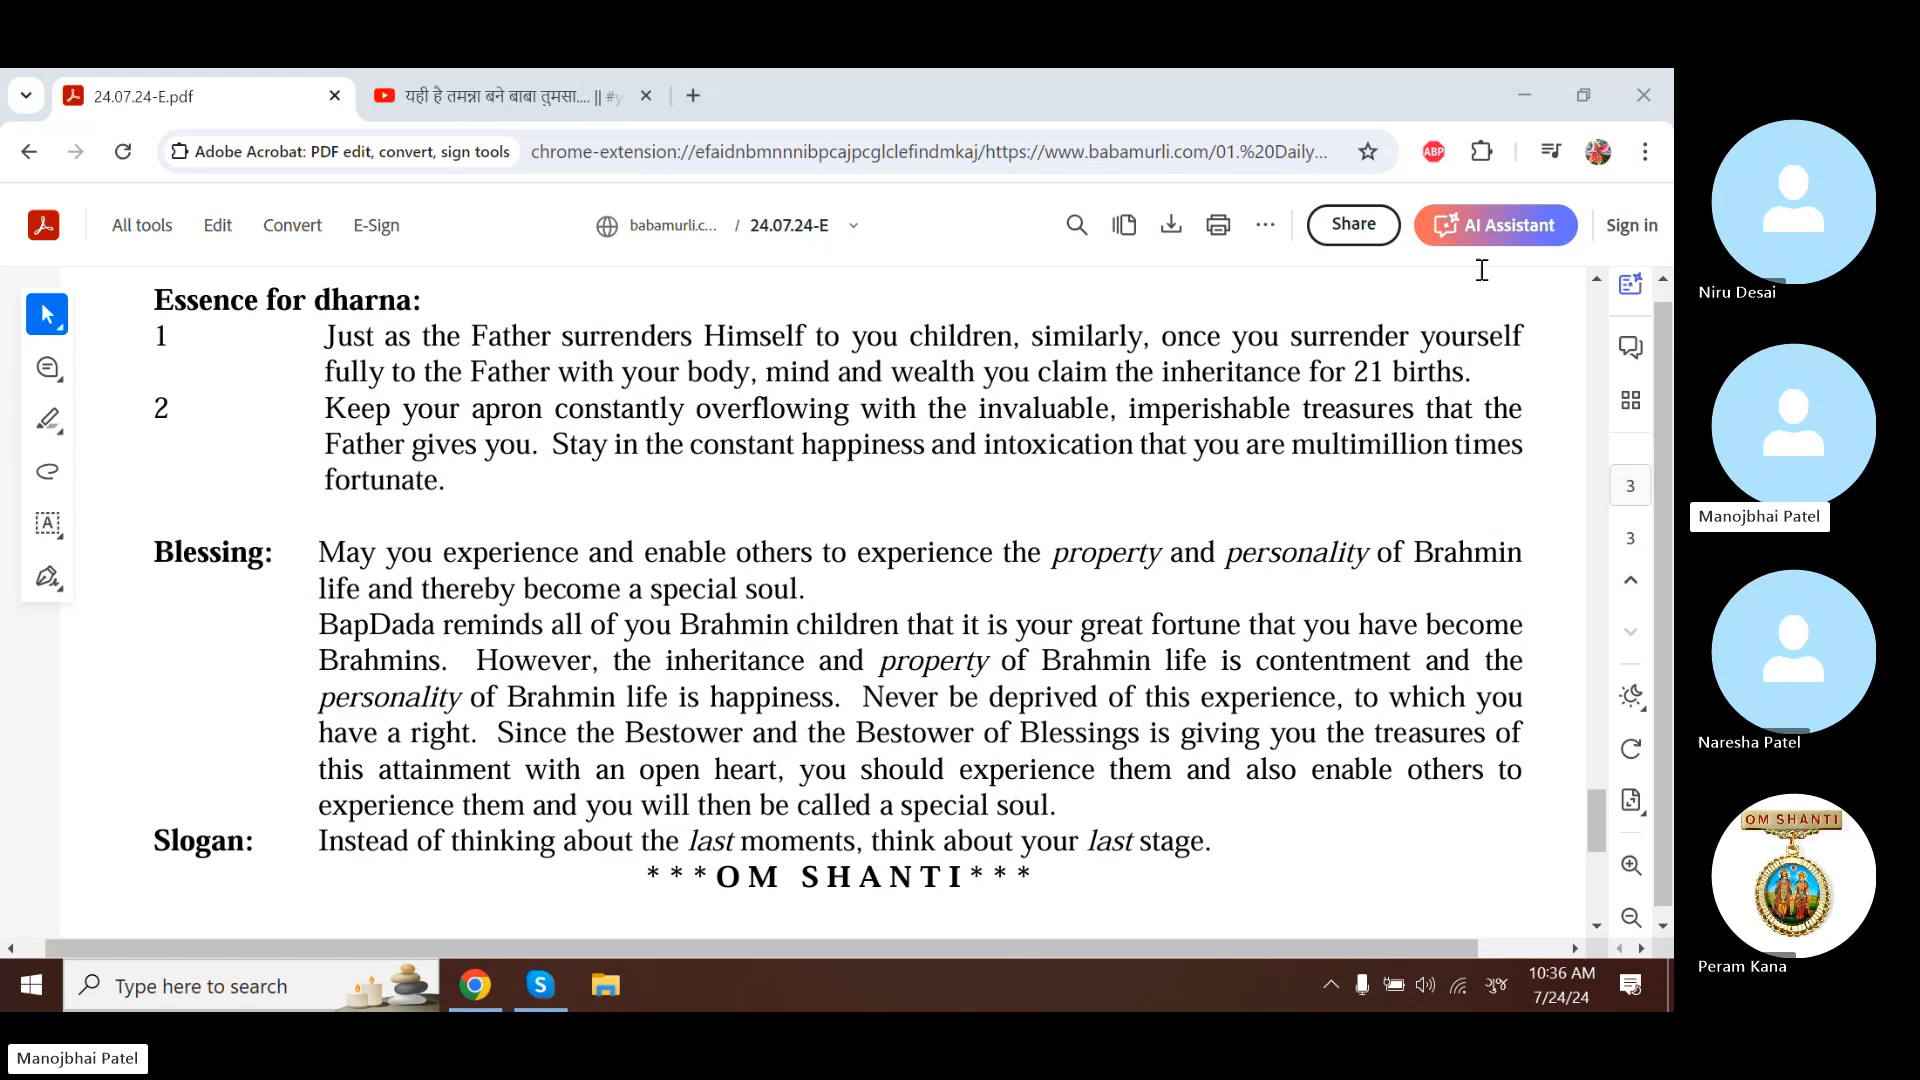 24.07.24-E.pdf
यही है तमन्ना बने बाबा तुमसा.... || #y
Adobe Acrobat: PDF edit, convert, sign tools
chrome-extension://efaidnbmnnnibpcajpcglclefindmkaj/https://www.babamurli.com/01.%20Daily...
ABP
All tools
Edit
Convert
E-Sign
babamurli.c... / 24.07.24-E
Share
AI Assistant
Sign in
Essence for dharna:
1 Just as the Father surrenders Himself to you children, similarly, once you surrender yourself
fully to the Father with your body, mind and wealth you claim the inheritance for 21 births.
2 Keep your apron constantly overflowing with the invaluable, imperishable treasures that the
Father gives you. Stay in the constant happiness and intoxication that you are multimillion times
fortunate.
Blessing: May you experience and enable others to experience the property and personality of Brahmin
life and thereby become a special soul.
BapDada reminds all of you Brahmin children that it is your great fortune that you have become
Brahmins. However, the inheritance and property of Brahmin life is contentment and the
personality of Brahmin life is happiness. Never be deprived of this experience, to which you
have a right. Since the Bestower and the Bestower of Blessings is giving you the treasures of
this attainment with an open heart, you should experience them and also enable others to
experience them and you will then be called a special soul.
Slogan: Instead of thinking about the last moments, think about your last stage.
* * * O M S H A N T I * * *
3
3
Type here to search
ગુજ
10:36 AM
7/24/24
Niru Desai
Manojbhai Patel
Naresha Patel
OM SHANTI
Peram Kana
Manojbhai Patel